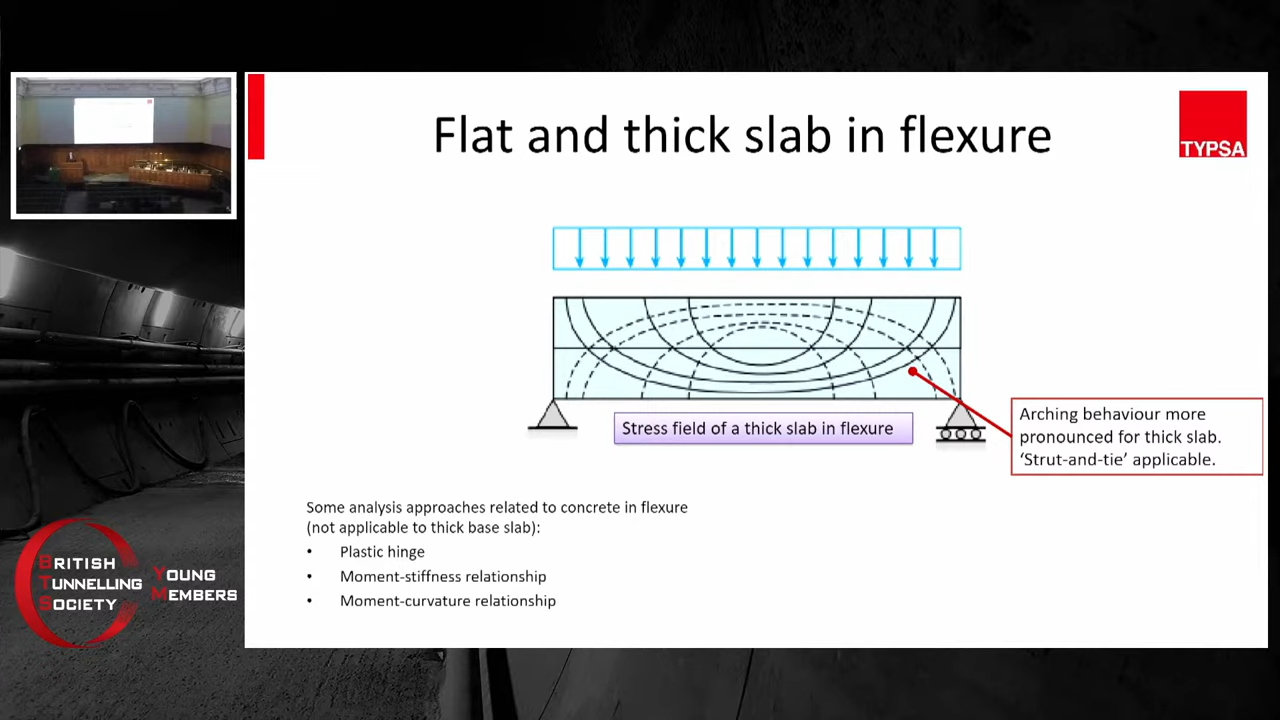 Flat and thick slab in flexure
TYPSA
Stress field of a thick slab in flexure
Arching behaviour more
pronounced for thick slab.
‘Strut-and-tie’ applicable.
Some analysis approaches related to concrete in flexure
(not applicable to thick base slab):
• Plastic hinge
• Moment-stiffness relationship
• Moment-curvature relationship
BRITISH
TUNNELLING
SOCIETY
YOUNG
MEMBERS